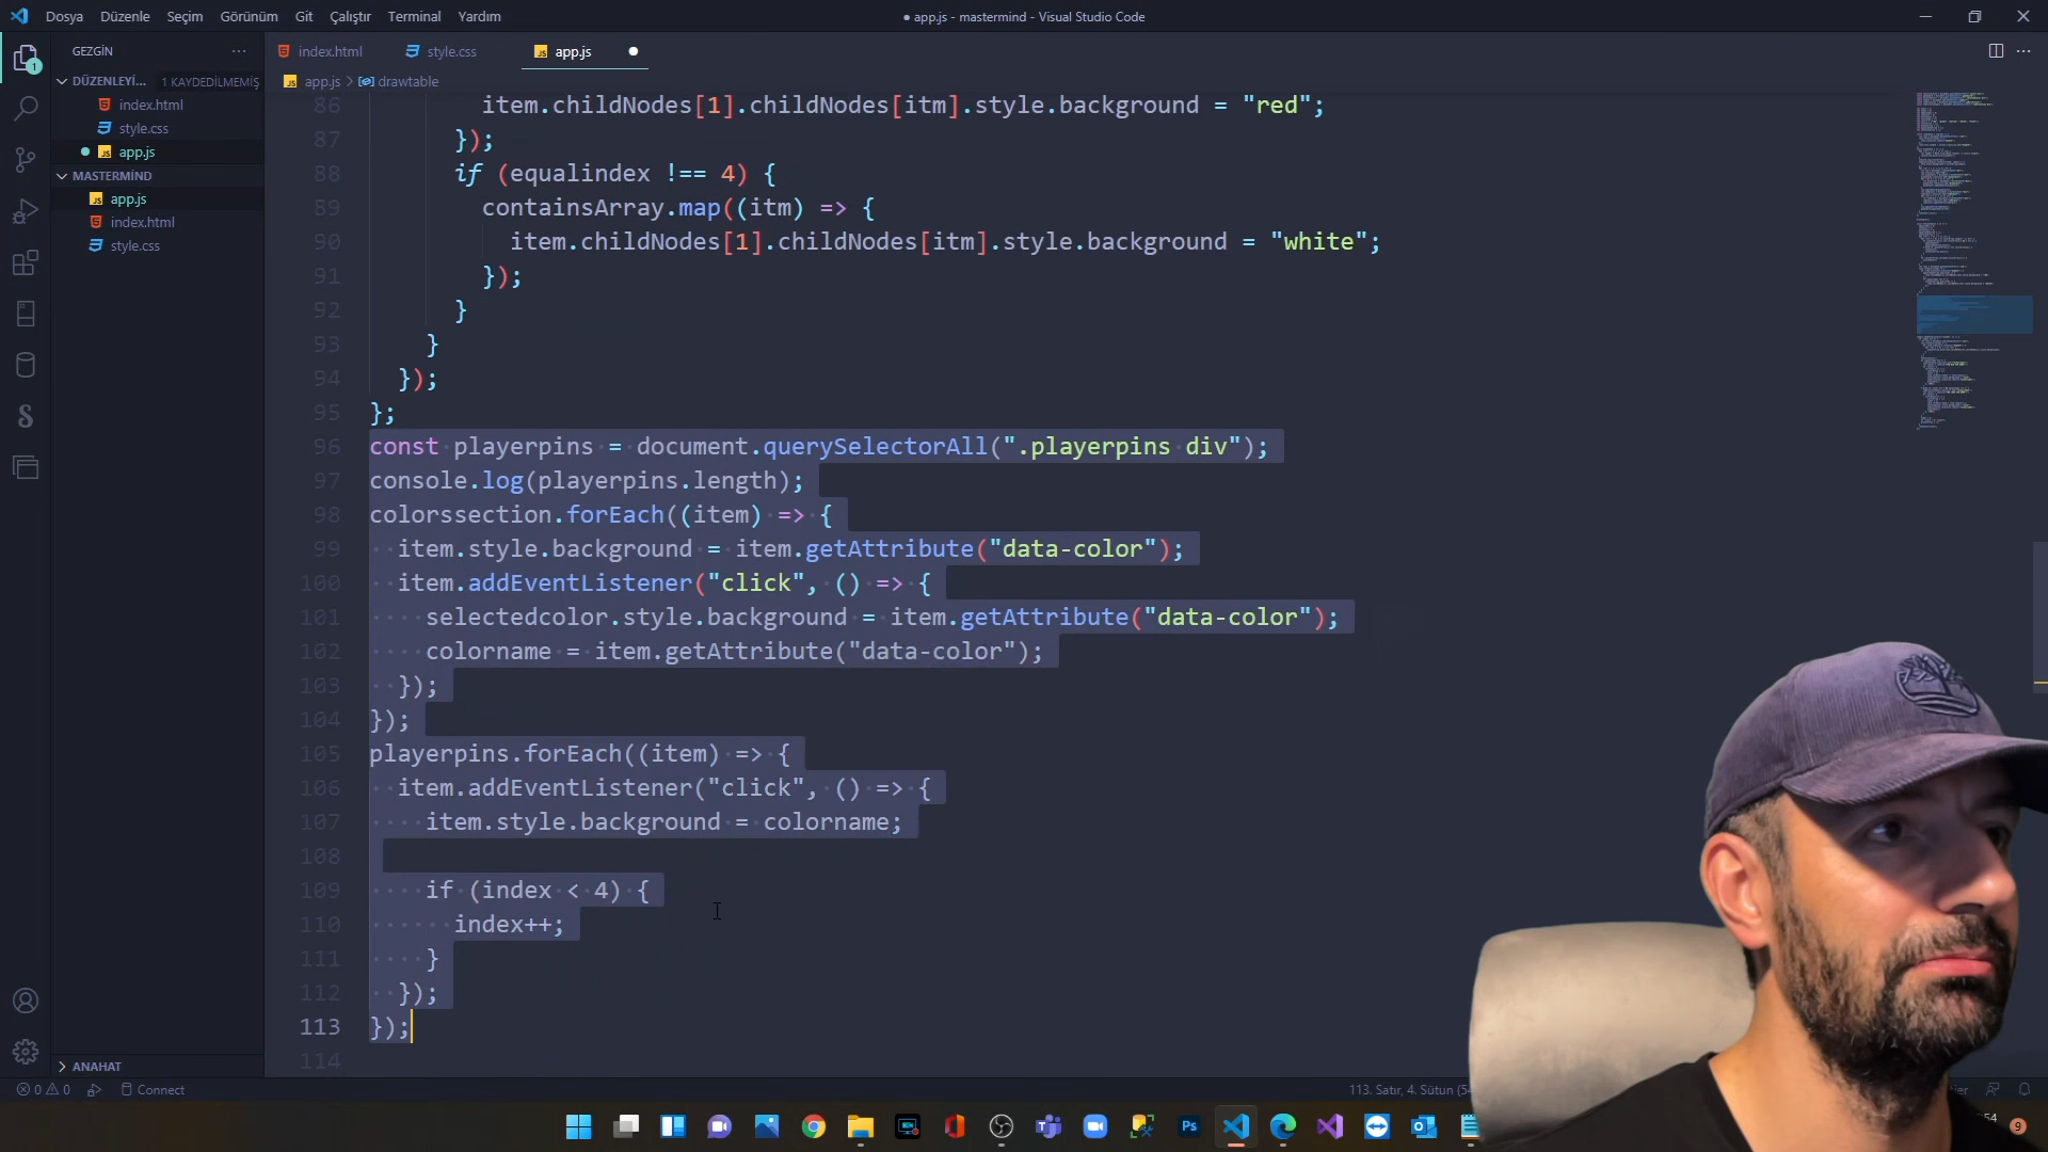 Dosya Düzenle Seçim Görünüm Git Çalıştır Terminal Yardım
● app.js - mastermind - Visual Studio Code
GEZGİN ···
index.html style.css app.js ●
DÜZENLEYİ... 1 KAYDEDİLMEMİŞ
app.js > drawtable
index.html
style.css
app.js
MASTERMIND
app.js
index.html
style.css
1
86 item.childNodes[1].childNodes[itm].style.background = "red";
87 });
88 if (equalindex !== 4) {
89 containsArray.map((itm) => {
90 item.childNodes[1].childNodes[itm].style.background = "white";
91 });
92 }
93 }
94 });
95 };
96 const playerpins = document.querySelectorAll(".playerpins div");
97 console.log(playerpins.length);
98 colorssection.forEach((item) => {
99 item.style.background = item.getAttribute("data-color");
100 item.addEventListener("click", () => {
101 selectedcolor.style.background = item.getAttribute("data-color");
102 colorname = item.getAttribute("data-color");
103 });
104 });
105 playerpins.forEach((item) => {
106 item.addEventListener("click", () => {
107 item.style.background = colorname;
108
109 if (index < 4) {
110 index++;
111 }
112 });
113 });
114
ANAHAT
0 0 Connect
113. Satır, 4. Sütun
Ps
9